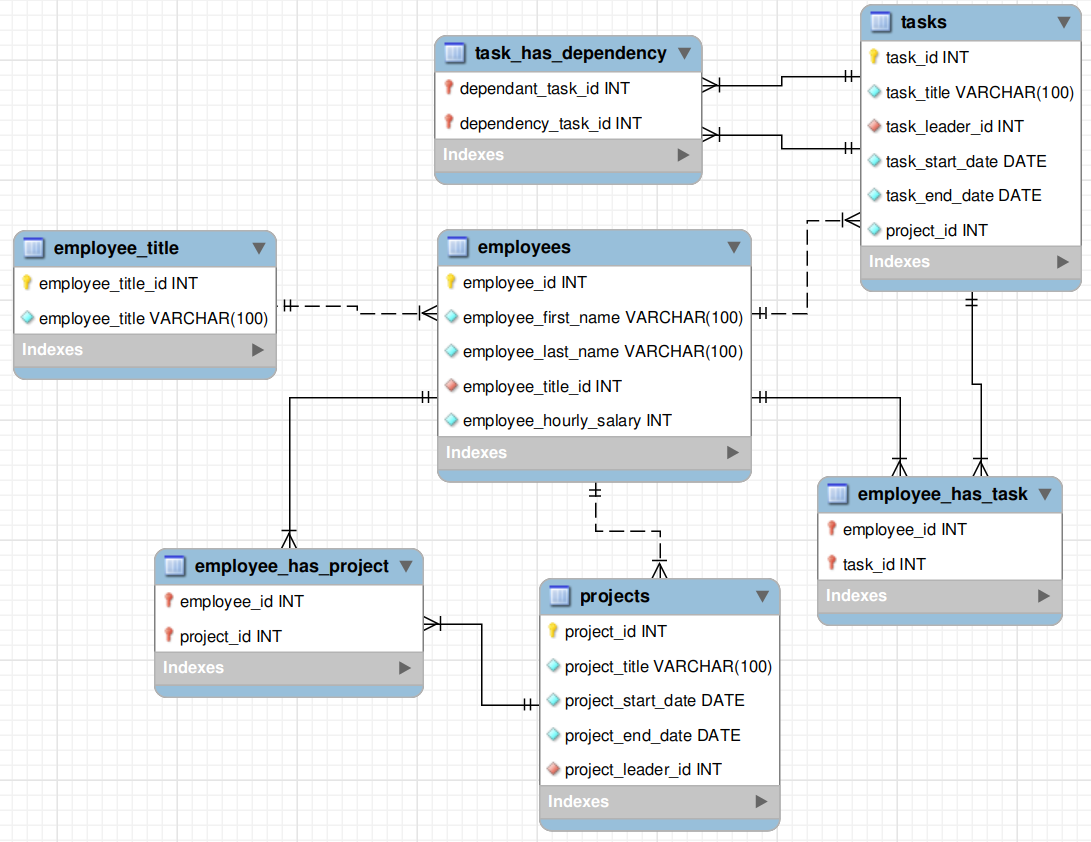 tasks
task_id INT
task_title VARCHAR(100)
task_leader_id INT
task_start_date DATE
task_end_date DATE
project_id INT
Indexes
task_has_dependency
dependant_task_id INT
dependency_task_id INT
Indexes
employee_title
employee_title_id INT
employee_title VARCHAR(100)
Indexes
employees
employee_id INT
employee_first_name VARCHAR(100)
employee_last_name VARCHAR(100)
employee_title_id INT
employee_hourly_salary INT
Indexes
employee_has_task
employee_id INT
task_id INT
Indexes
employee_has_project
employee_id INT
project_id INT
Indexes
projects
project_id INT
project_title VARCHAR(100)
project_start_date DATE
project_end_date DATE
project_leader_id INT
Indexes